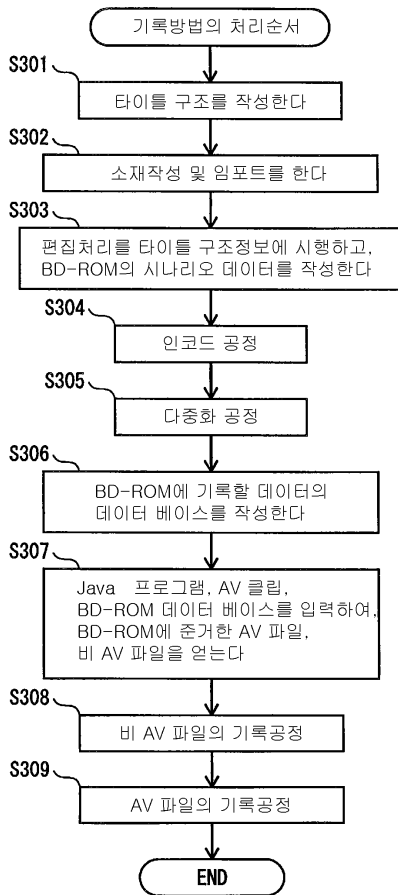 기록방법의 처리순서
S301
타이틀 구조를 작성한다
S302
소재작성 및 임포트를 한다
S303
편집처리를 타이틀 구조정보에 시행하고,
BD-ROM의 시나리오 데이터를 작성한다
S304
인코드 공정
S305
다중화 공정
S306
BD-ROM에 기록할 데이터의
데이터 베이스를 작성한다
S307
Java 프로그램, AV 클립,
BD-ROM 데이터 베이스를 입력하여,
BD-ROM에 준거한 AV 파일,
비 AV 파일을 얻는다
S308
비 AV 파일의 기록공정
S309
AV 파일의 기록공정
END